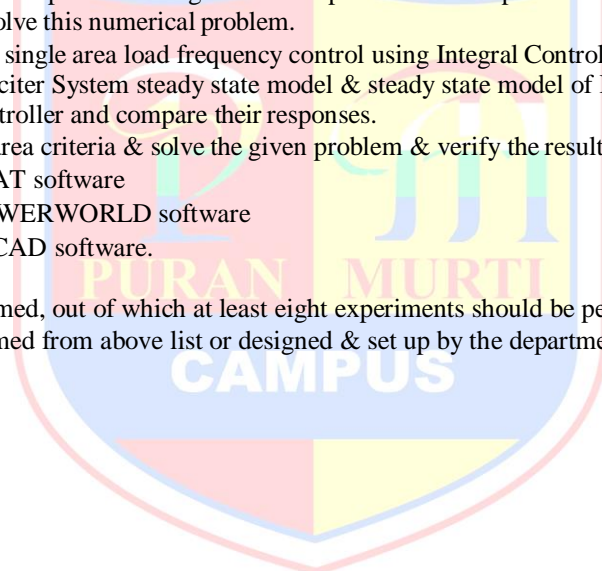 solve this numerical problem.
single area load frequency control using Integral Control
citer System steady state model & steady state model of
troller and compare their responses.
area criteria & solve the given problem & verify the result
AT software
WERWORLD software
CAD software.
PURAN MURTI
med, out of which at least eight experiments should be pe
med from above list or designed & set up by the departme
CAMPUS